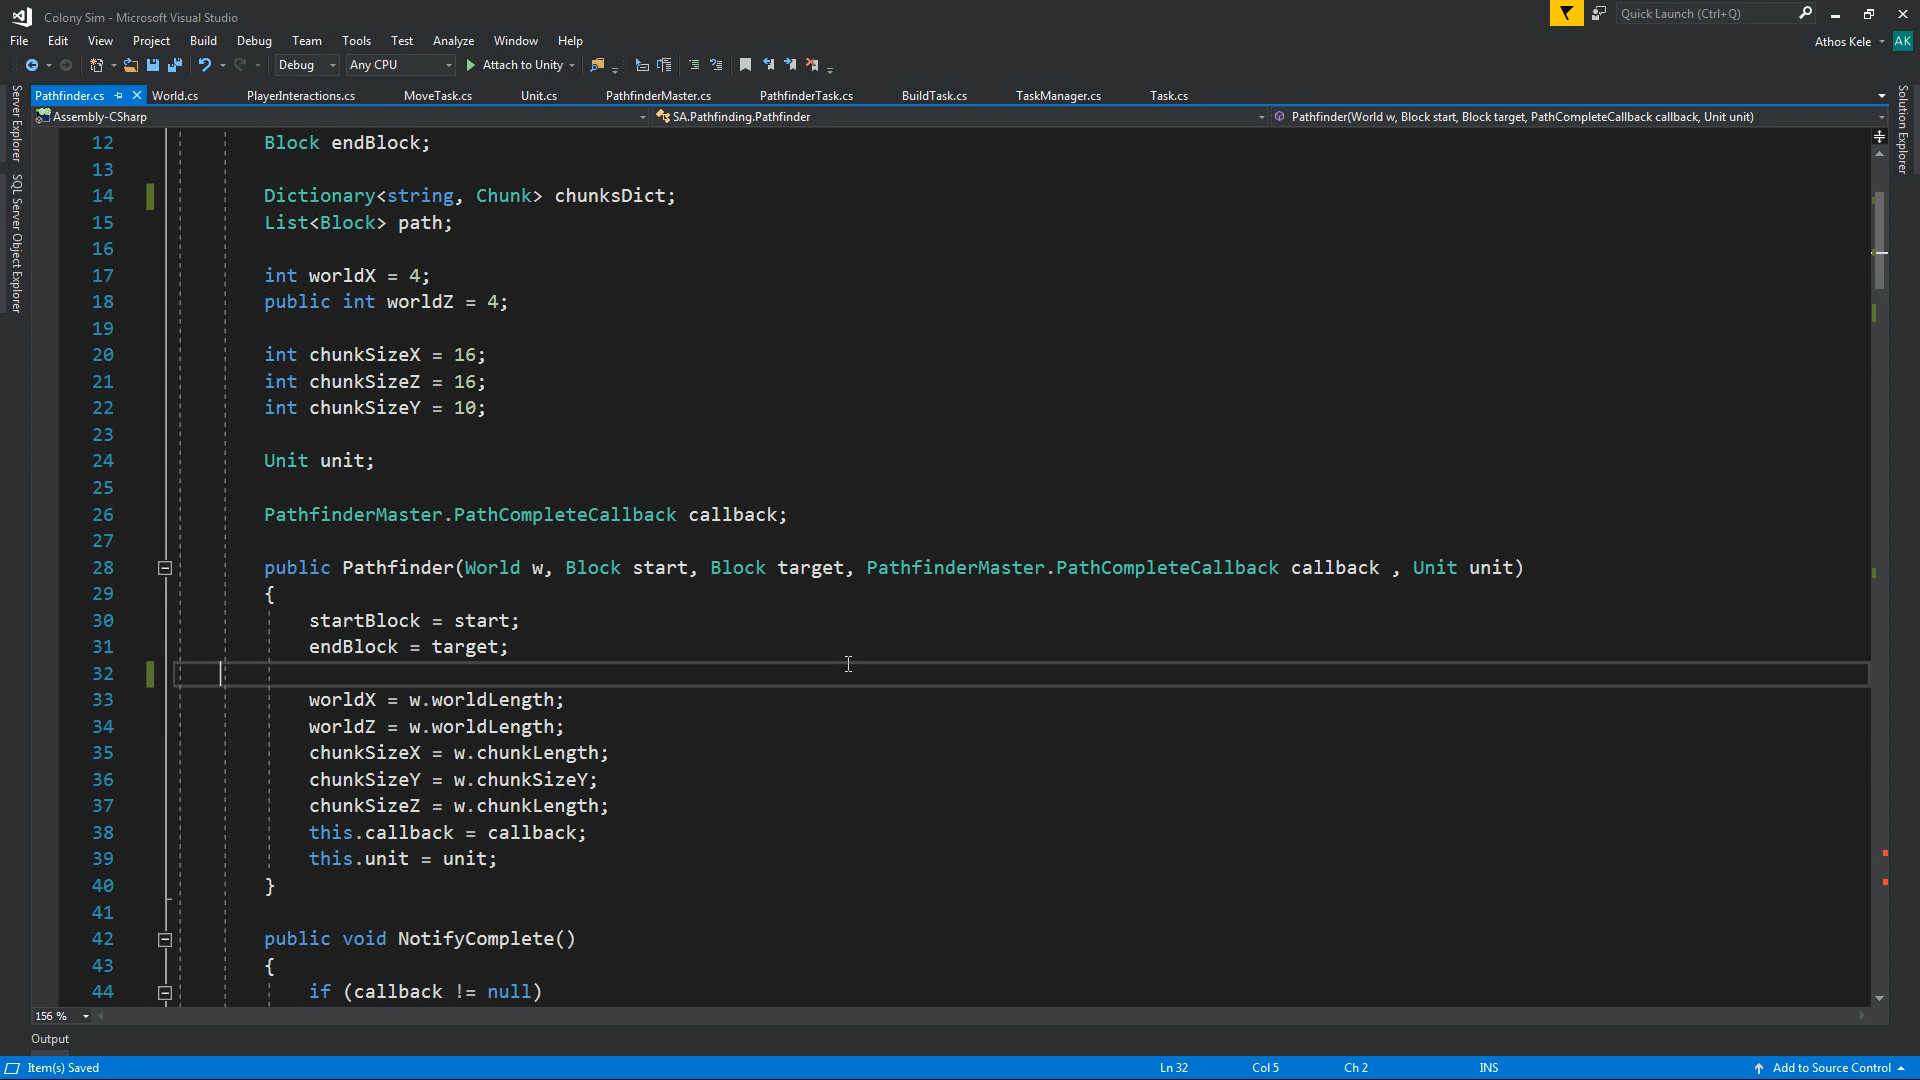 Colony Sim - Microsoft Visual Studio
Quick Launch (Ctrl+Q)
File Edit View Project Build Debug Team Tools Test Analyze Window Help
Athos Kele AK
Debug Any CPU Attach to Unity
Server Explorer
SQL Server Object Explorer
Solution Explorer
Pathfinder.cs World.cs PlayerInteractions.cs MoveTask.cs Unit.cs PathfinderMaster.cs PathfinderTask.cs BuildTask.cs TaskManager.cs Task.cs
Assembly-CSharp SA.Pathfinding.Pathfinder Pathfinder(World w, Block start, Block target, PathCompleteCallback callback, Unit unit)
12 Block endBlock;
13
14 Dictionary<string, Chunk> chunksDict;
15 List<Block> path;
16
17 int worldX = 4;
18 public int worldZ = 4;
19
20 int chunkSizeX = 16;
21 int chunkSizeZ = 16;
22 int chunkSizeY = 10;
23
24 Unit unit;
25
26 PathfinderMaster.PathCompleteCallback callback;
27
28 public Pathfinder(World w, Block start, Block target, PathfinderMaster.PathCompleteCallback callback , Unit unit)
29 {
30 startBlock = start;
31 endBlock = target;
32
33 worldX = w.worldLength;
34 worldZ = w.worldLength;
35 chunkSizeX = w.chunkLength;
36 chunkSizeY = w.chunkSizeY;
37 chunkSizeZ = w.chunkLength;
38 this.callback = callback;
39 this.unit = unit;
40 }
41
42 public void NotifyComplete()
43 {
44 if (callback != null)
156 %
Output
Item(s) Saved Ln 32 Col 5 Ch 2 INS Add to Source Control